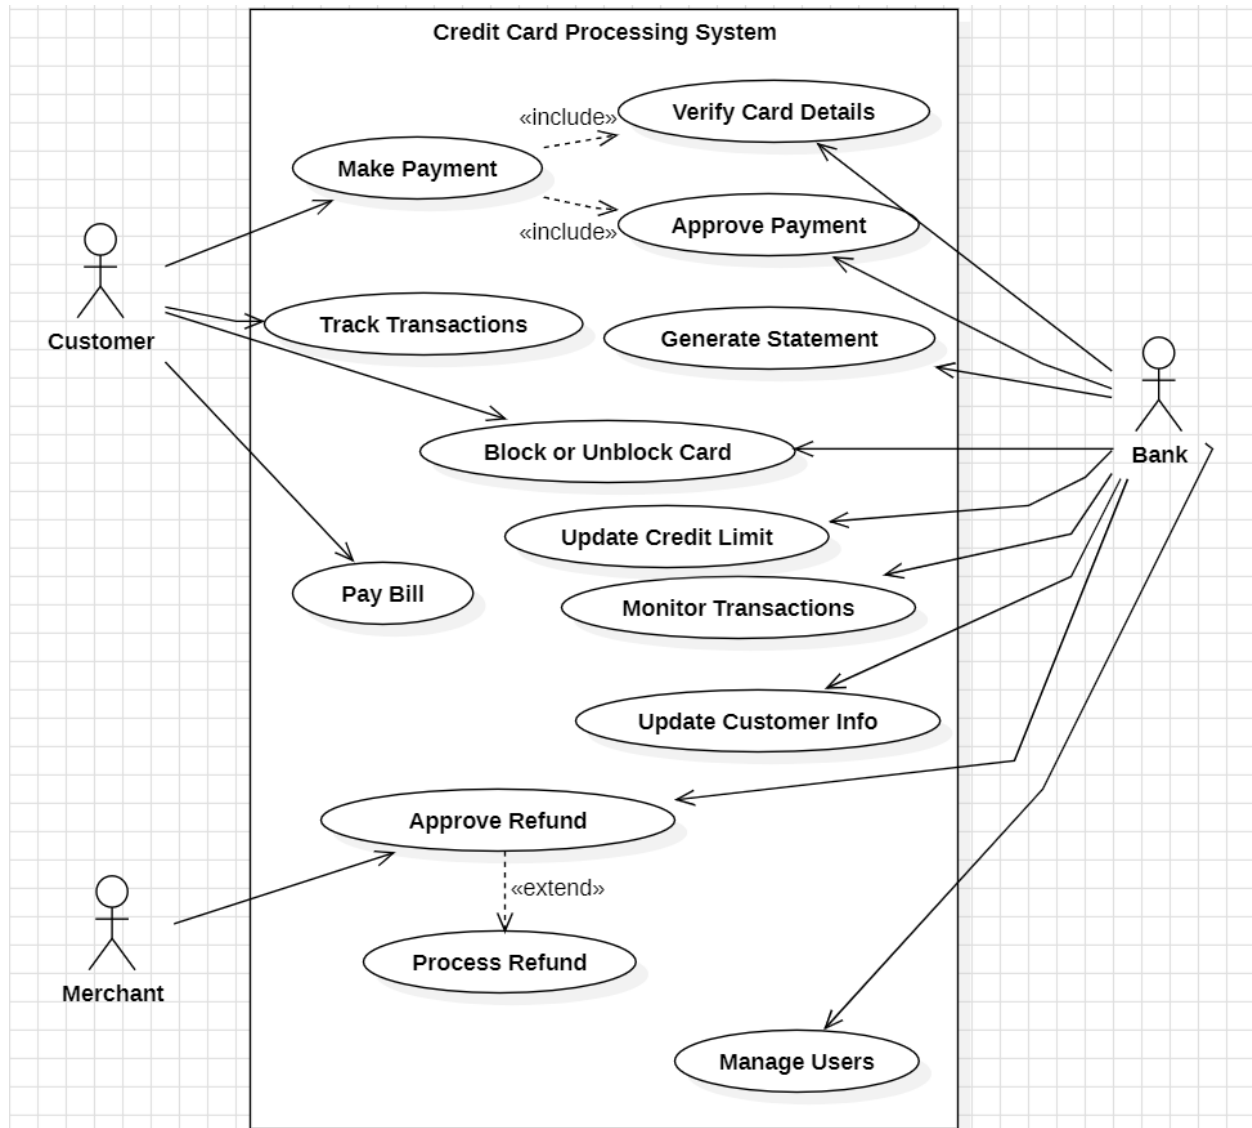 Credit Card Processing System
«include»
Verify Card Details
Make Payment
Approve Payment
«include»
Track Transactions
Generate Statement
Customer
Block or Unblock Card
Bank
Update Credit Limit
Pay Bill
Monitor Transactions
Update Customer Info
Approve Refund
«extend»
Process Refund
Merchant
Manage Users